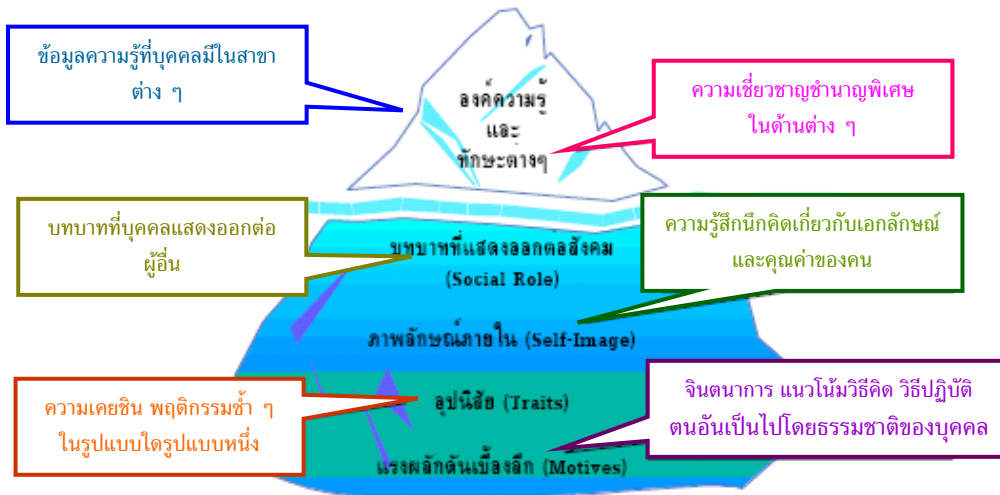 ข้อมูลความรู้ที่บุคคลมีในสาขา
ต่าง ๆ
องค์ความรู้
และ
ทักษะต่างๆ
ความเชี่ยวชาญชำนาญพิเศษ
ในด้านต่าง ๆ
บทบาทที่บุคคลแสดงออกต่อ
ผู้อื่น
บทบาทที่แสดงออกต่อสังคม
(Social Role)
ความรู้สึกนึกคิดเกี่ยวกับเอกลักษณ์
และคุณค่าของคน
ภาพลักษณ์ภายใน (Self-Image)
ความเคยชิน พฤติกรรมซ้ำ ๆ
ในรูปแบบใดรูปแบบหนึ่ง
อุปนิสัย (Traits)
จินตนาการ แนวโน้มวิธีคิด วิธีปฏิบัติ
ตนอันเป็นไปโดยธรรมชาติของบุคคล
แรงผลักดันเบื้องลึก (Motives)